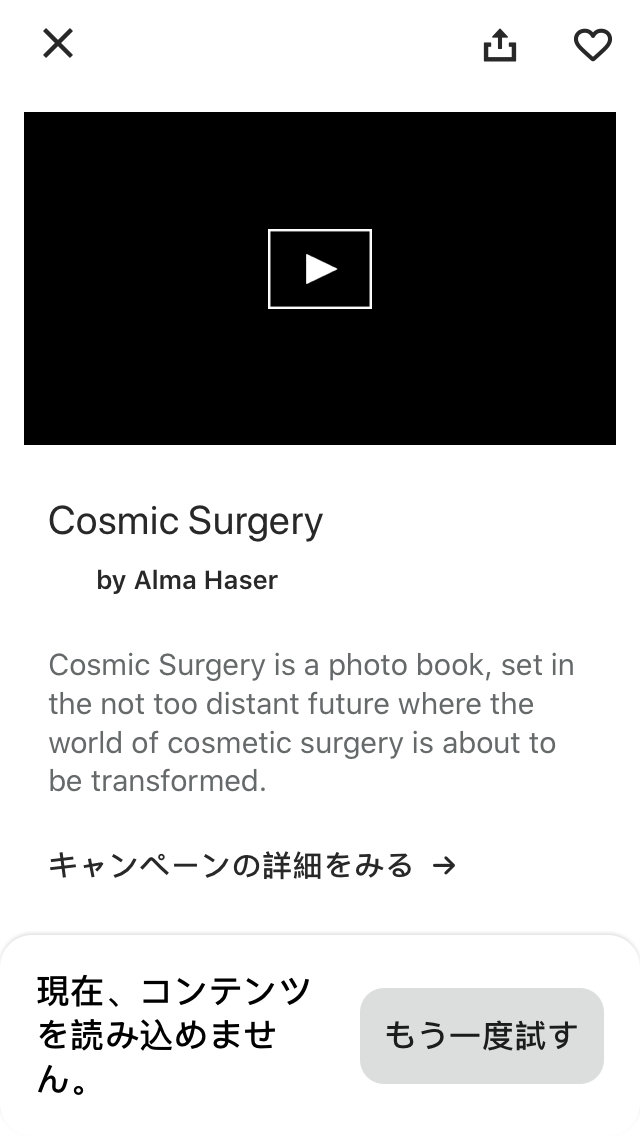 Cosmic Surgery
by Alma Haser
Cosmic Surgery is a photo book, set in
the not too distant future where the
world of cosmetic surgery is about to
be transformed.
キャンペーンの詳細をみる →
現在、コンテンツ
を読み込めませ
ん。
もう一度試す